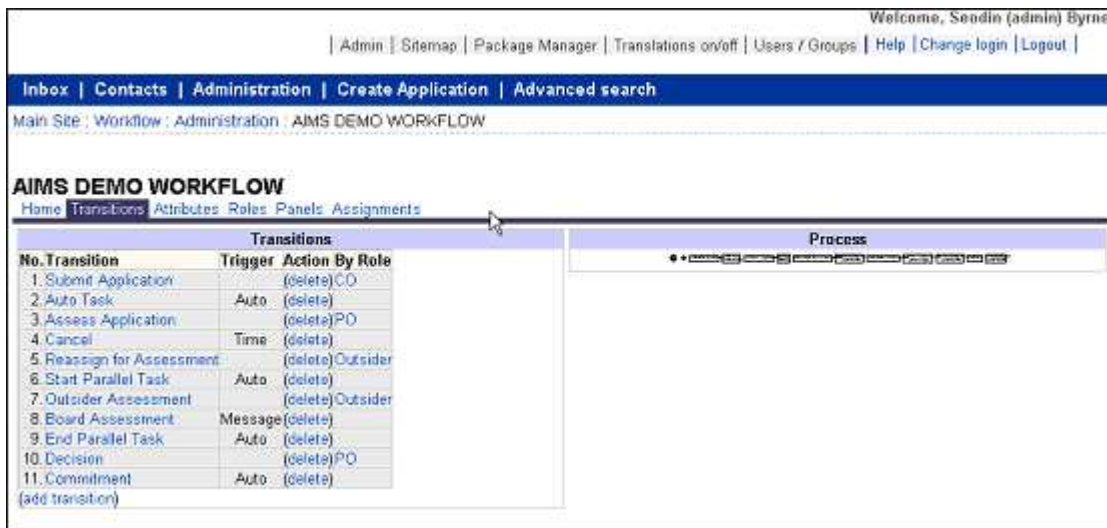 Welcome, Seodin (admin) Byrne
| Admin | Sitemap | Package Manager | Translations on/off | Users / Groups | Help | Change login | Logout |
Inbox | Contacts | Administration | Create Application | Advanced search
Main Site : Workflow : Administration : AIMS DEMO WORKFLOW
AIMS DEMO WORKFLOW
Home Transitions Attributes Roles Panels Assignments
Transitions
No. Transition Trigger Action By Role
1. Submit Application (delete) CO
2. Auto Task Auto (delete)
3. Assess Application (delete) PO
4. Cancel Time (delete)
5. Reassign for Assessment (delete) Outsider
6. Start Parallel Task Auto (delete)
7. Outsider Assessment (delete) Outsider
8. Board Assessment Message (delete)
9. End Parallel Task Auto (delete)
10. Decision (delete) PO
11. Commitment Auto (delete)
(add transition)
Process